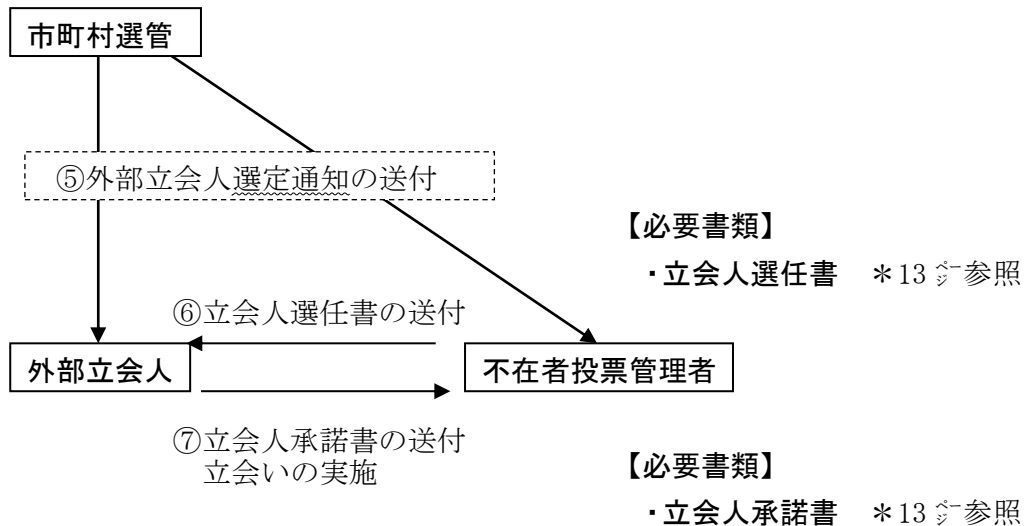 市町村選管
⑤外部立会人選定通知の送付
【必要書類】
・立会人選任書　＊13㌻参照
⑥立会人選任書の送付
外部立会人
不在者投票管理者
⑦立会人承諾書の送付
立会いの実施
【必要書類】
・立会人承諾書　＊13㌻参照